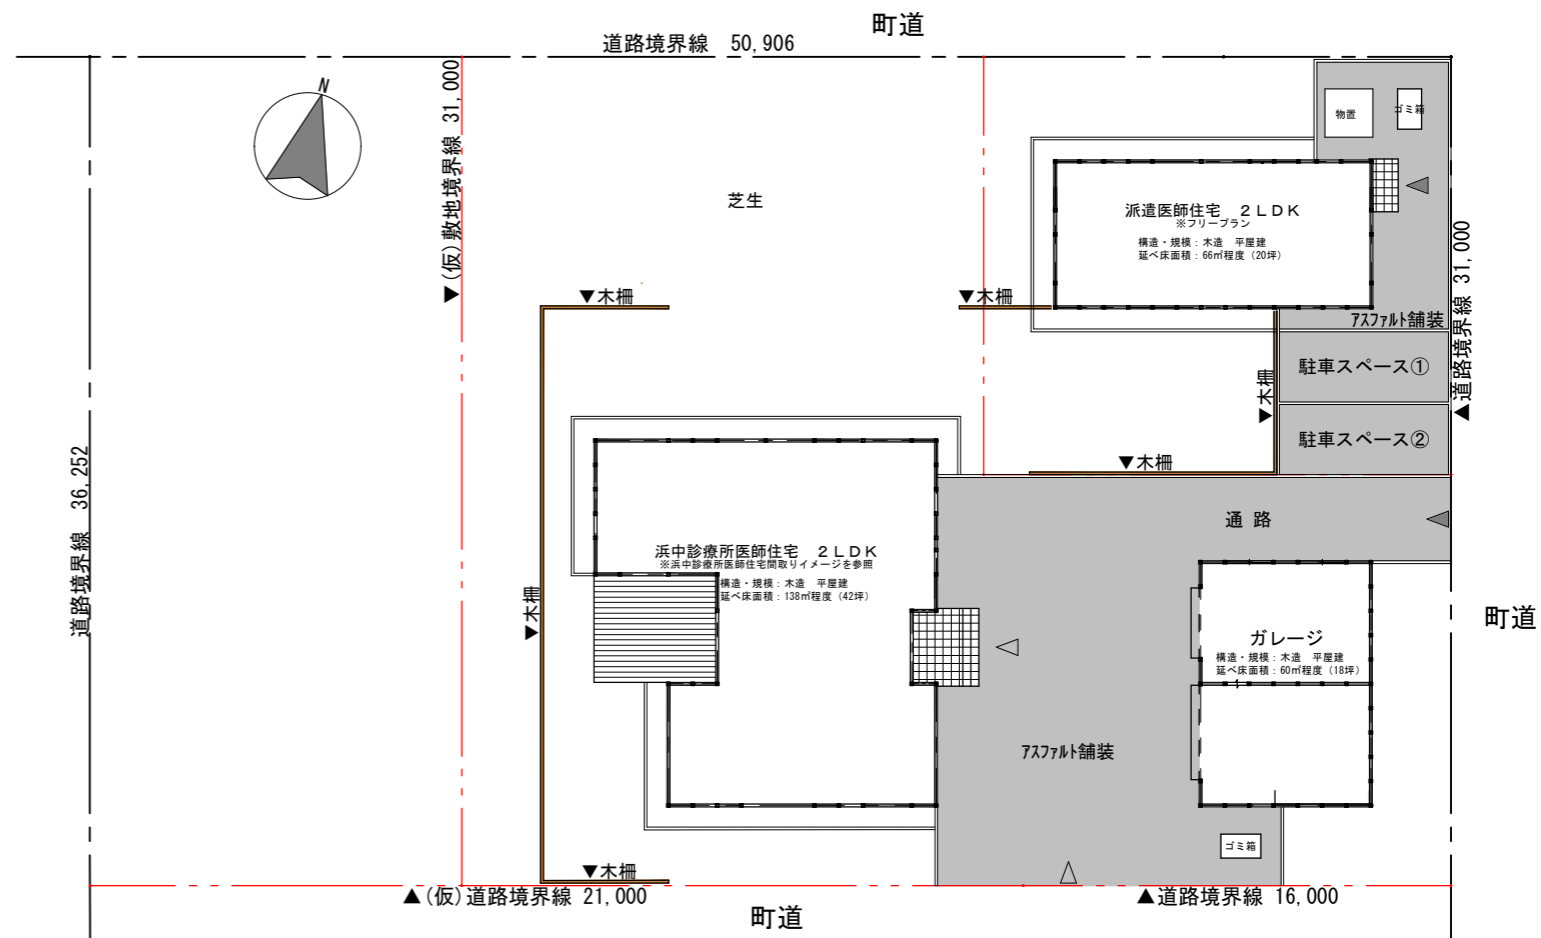 町道
道路境界線 50,906
N
▼(仮)敷地境界線 31,000
物置
ゴミ箱
芝生
派遣医師住宅 2LDK
※フリープラン
構造・規模:木造 平屋建
延べ床面積:66㎡程度(20坪)
▼木柵
▼木柵
アスファルト舗装
▲道路境界線 31,000
駐車スペース①
▼木柵
駐車スペース②
▼木柵
道路境界線 36,252
通路
浜中診療所医師住宅 2LDK
※浜中診療所医師住宅間取りイメージを参照
構造・規模:木造 平屋建
延べ床面積:138㎡程度(42坪)
▼木柵
町道
ガレージ
構造・規模:木造 平屋建
延べ床面積:60㎡程度(18坪)
アスファルト舗装
ゴミ箱
▼木柵
▲(仮)道路境界線 21,000
▲道路境界線 16,000
町道